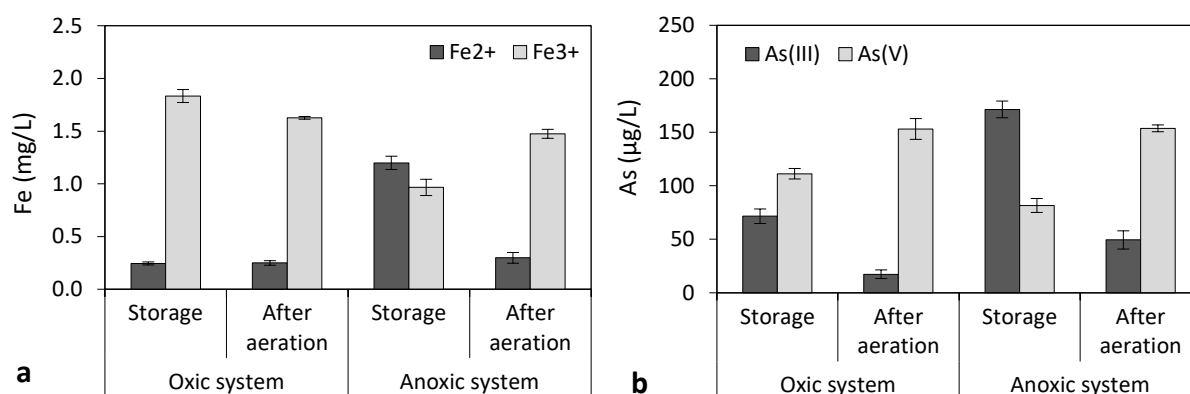 2.5
2.0
1.5
1.0
0.5
0.0
Fe (mg/L)
Fe2+ Fe3+
Storage After aeration Storage After aeration
Oxic system Anoxic system
a
250
200
150
100
50
0
As (µg/L)
As(III) As(V)
Storage After aeration Storage After aeration
Oxic system Anoxic system
b